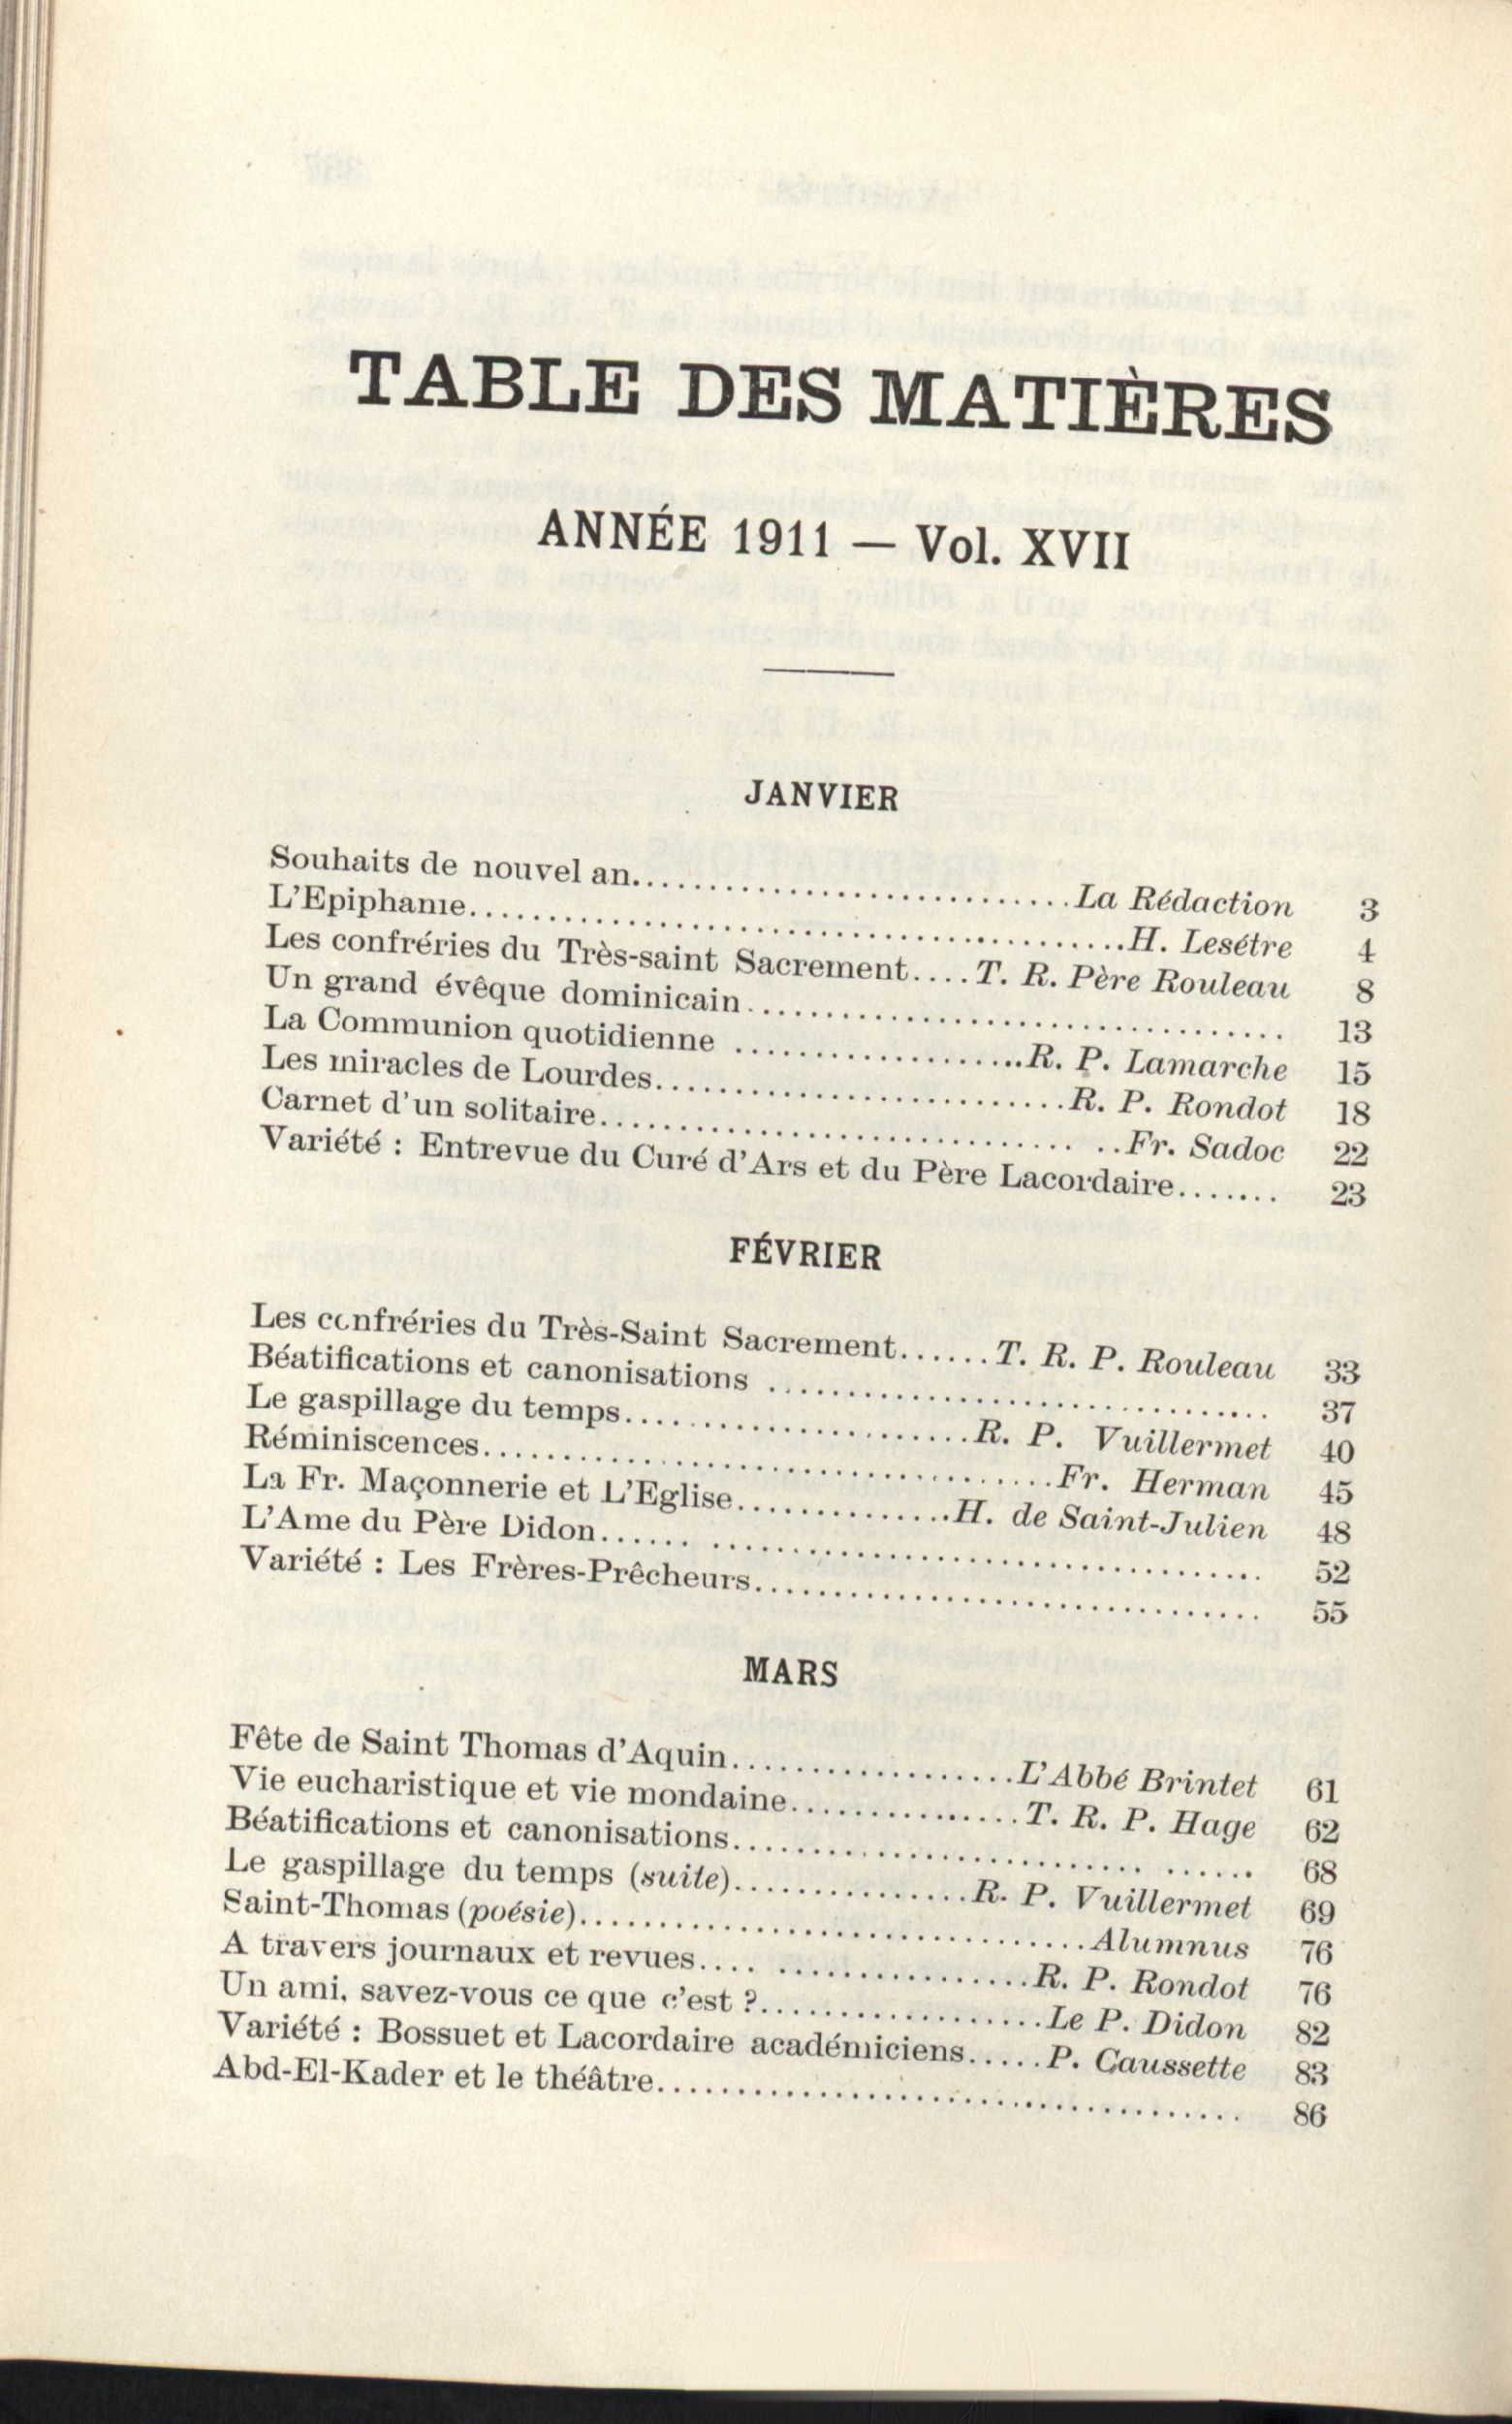 TABLE DES MATIÈRES
ANNÉE 1911 — Vol. XVII
JANVIER
Souhaits de nouvel an..............................La Rédaction 3
L'Epiphanie..........................................H. Lesétre 4
Les confréries du Très-saint Sacrement....T. R. Père Rouleau 8
Un grand évêque dominicain.................................. 13
La Communion quotidienne ....................R. P. Lamarche 15
Les miracles de Lourdes...........................R. P. Rondot 18
Carnet d'un solitaire.............................. ..Fr. Sadoc 22
Variété : Entrevue du Curé d'Ars et du Père Lacordaire....... 23
FÉVRIER
Les confréries du Très-Saint Sacrement......T. R. P. Rouleau 33
Béatifications et canonisations ................................ 37
Le gaspillage du temps......................R. P. Vuillermet 40
Réminiscences....................................Fr. Herman 45
La Fr. Maçonnerie et L'Eglise..............H. de Saint-Julien 48
L'Ame du Père Didon...... ................................... 52
Variété : Les Frères-Prêcheurs................................ 55
MARS
Fête de Saint Thomas d'Aquin..................L'Abbé Brintet 61
Vie eucharistique et vie mondaine...............T. R. P. Hage 62
Béatifications et canonisations.......................... ...... 68
Le gaspillage du temps (suite)...............R. P. Vuillermet 69
Saint-Thomas (poésie)................................Alumnus 76
A travers journaux et revues.... ................R. P. Rondot 76
Un ami, savez-vous ce que c'est ?..................Le P. Didon 82
Variété : Bossuet et Lacordaire académiciens.....P. Caussette 83
Abd-El-Kader et le théâtre..................................... 86